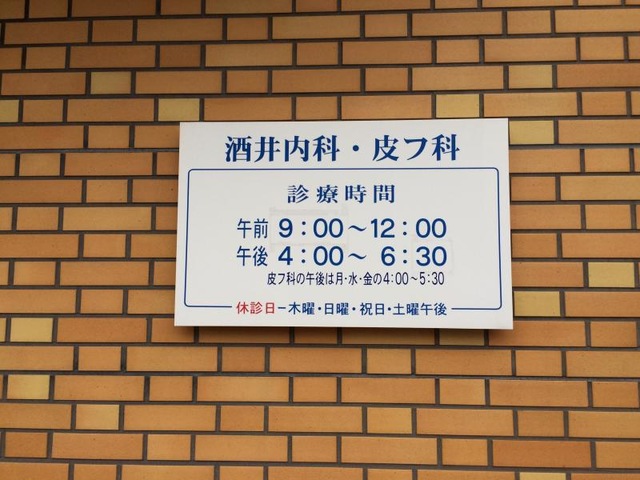 酒井内科・皮フ科
診療時間
午前 9：00～12：00
午後 4：00～ 6：30
皮フ科の午後は月・水・金の4：00～5：30
休診日ー木曜・日曜・祝日・土曜午後